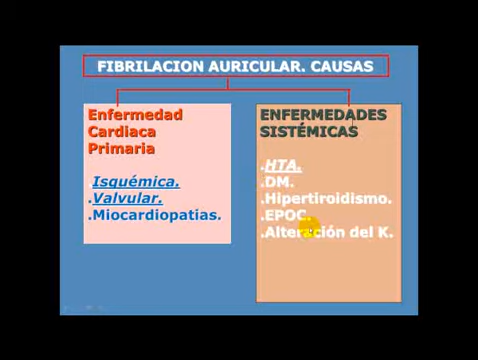 FIBRILACION AURICULAR. CAUSAS
Enfermedad
Cardiaca
Primaria
Isquémica.
.Valvular.
.Miocardiopatías.
ENFERMEDADES
SISTÉMICAS
.HTA.
.DM.
.Hipertiroidismo.
.EPOC.
.Alteración del K.